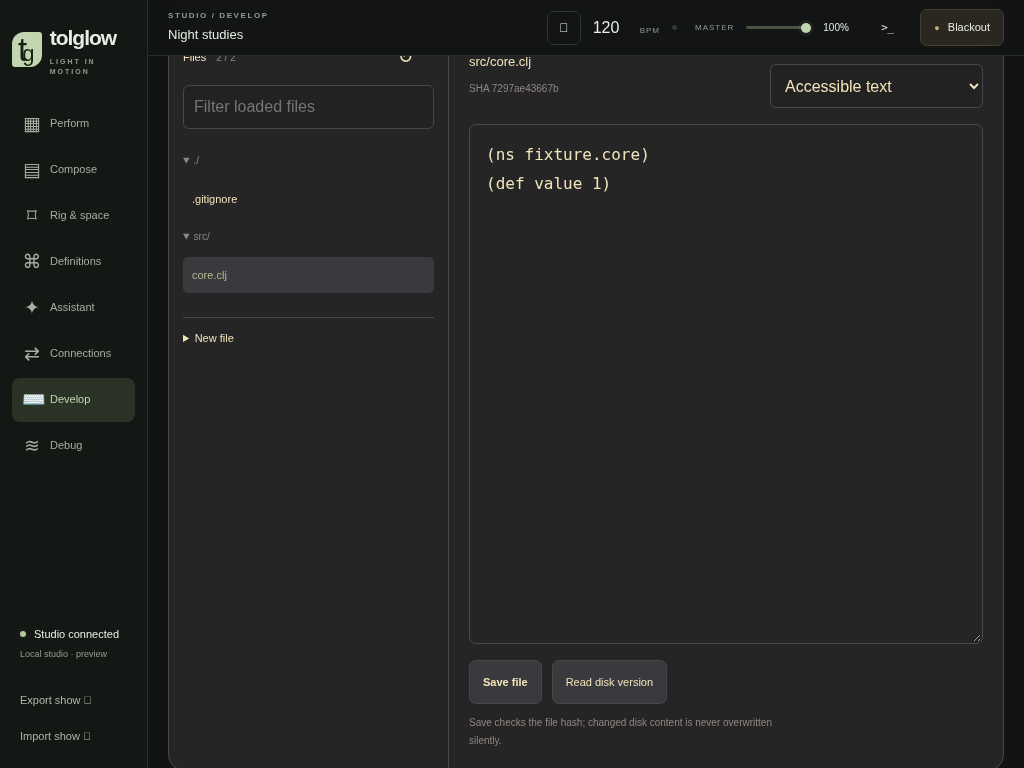 tg tolglow
LIGHT IN
MOTION
Perform
Compose
Rig & space
Definitions
Assistant
Connections
Develop
Debug
Studio connected
Local studio · preview
Export show
Import show
STUDIO / DEVELOP
Night studies
120 BPM
MASTER 100%
>_
Blackout
Files 2 / 2
Filter loaded files
./
.gitignore
src/
core.clj
New file
src/core.clj
SHA 7297ae43667b
Accessible text
(ns fixture.core)
(def value 1)
Save file
Read disk version
Save checks the file hash; changed disk content is never overwritten
silently.